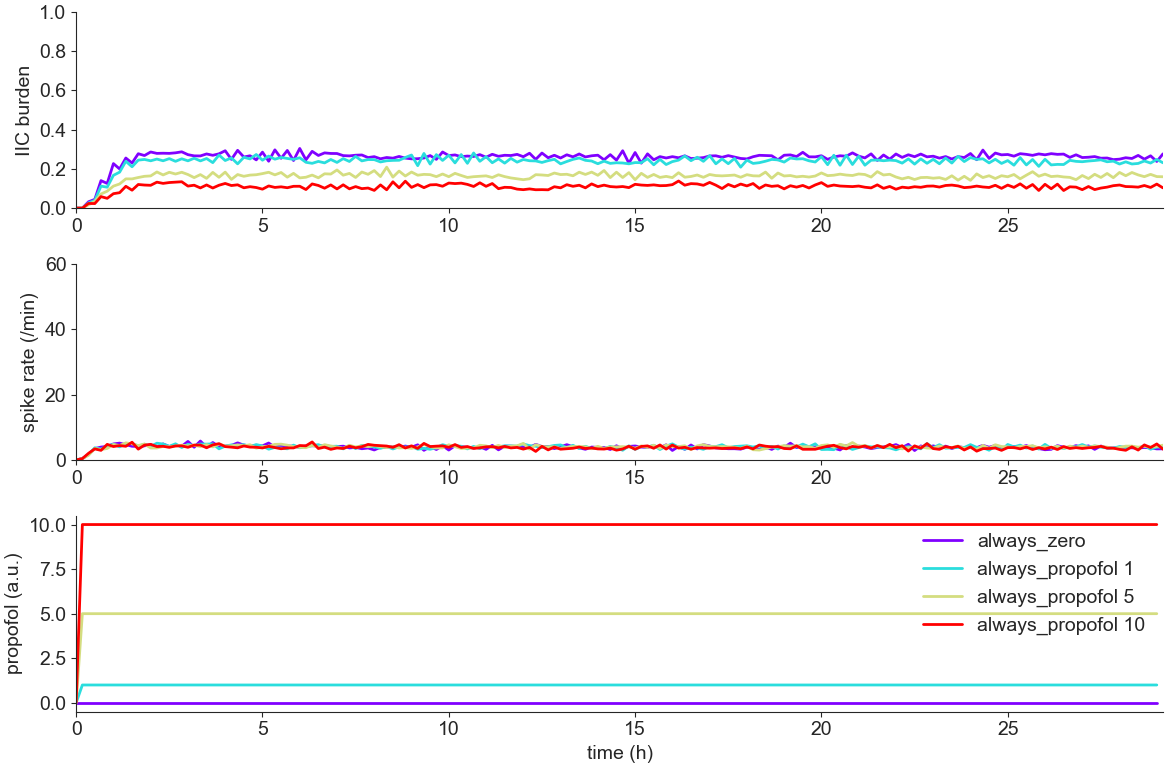 IIC burden
1.0
0.8
0.6
0.4
0.2
0.0
0 5 10 15 20 25
spike rate (/min)
60
40
20
0
0 5 10 15 20 25
propofol (a.u.)
10.0
7.5
5.0
2.5
0.0
always_zero
always_propofol 1
always_propofol 5
always_propofol 10
0 5 10 15 20 25
time (h)